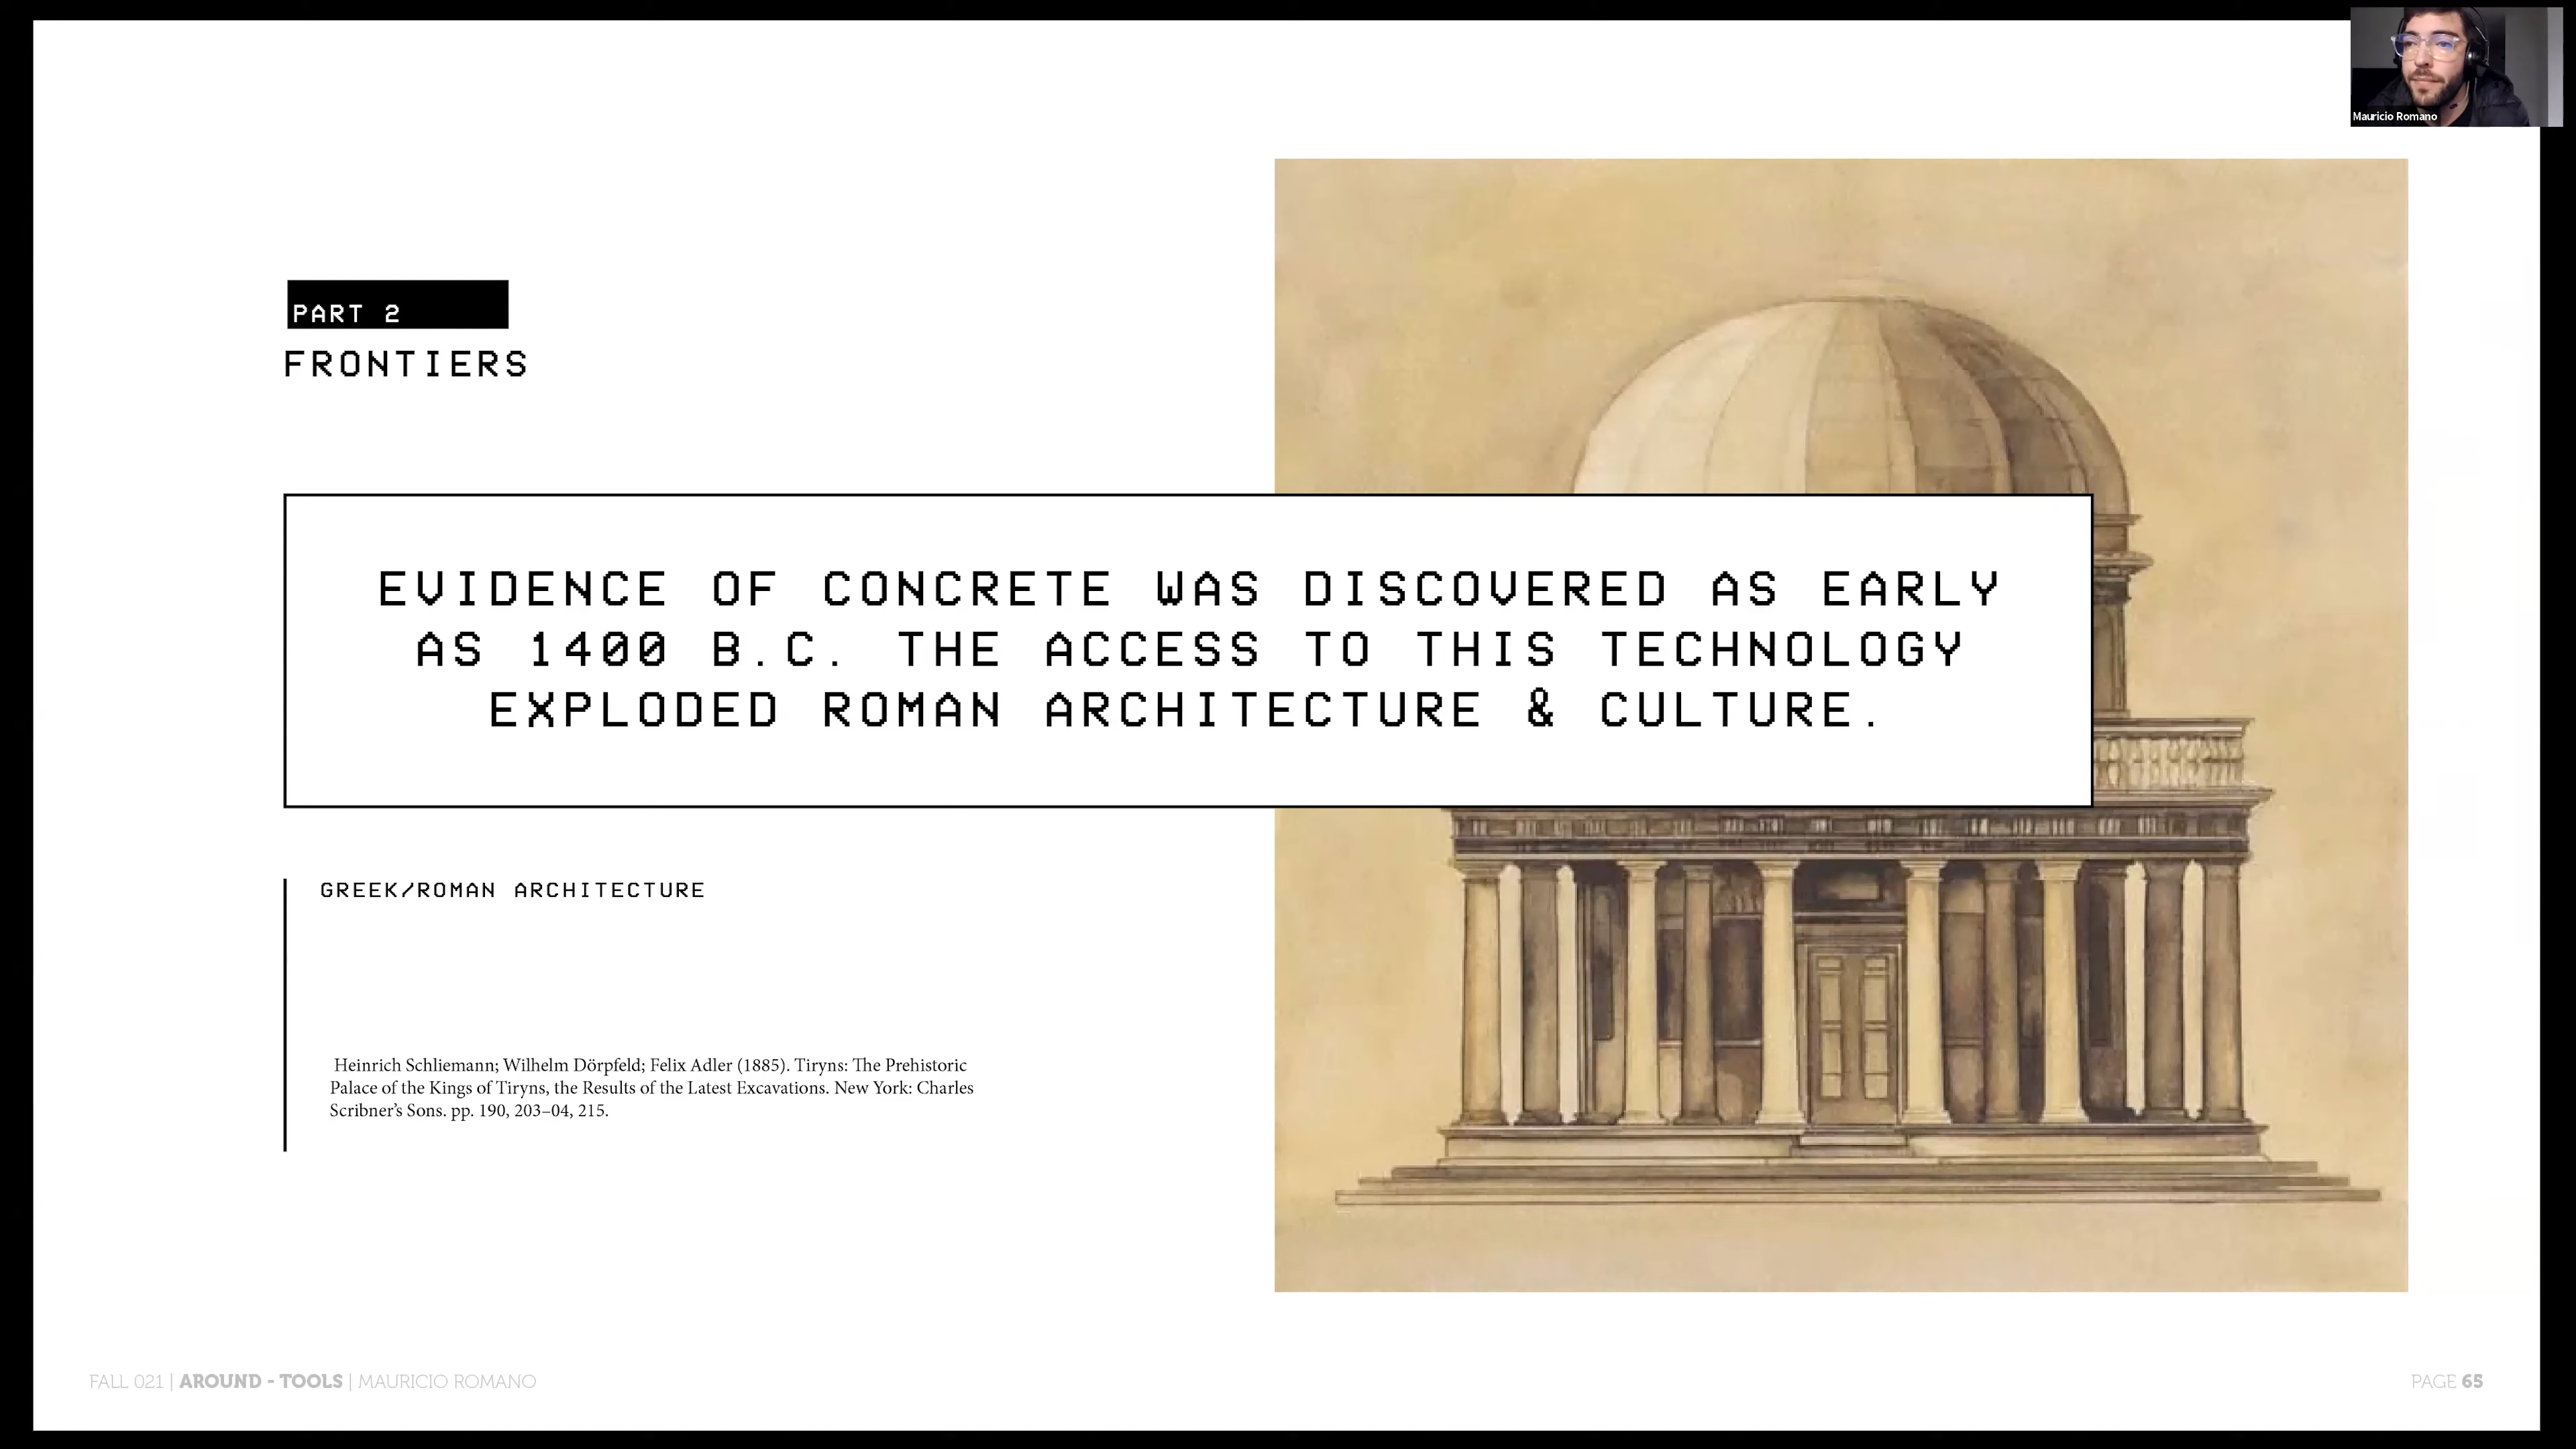 Mauricio Romano
PART 2
FRONTIERS
EVIDENCE OF CONCRETE WAS DISCOVERED AS EARLY
AS 1400 B.C. THE ACCESS TO THIS TECHNOLOGY
EXPLODED ROMAN ARCHITECTURE & CULTURE.
GREEK/ROMAN ARCHITECTURE
Heinrich Schliemann; Wilhelm Dörpfeld; Felix Adler (1885). Tiryns: The Prehistoric
Palace of the Kings of Tiryns, the Results of the Latest Excavations. New York: Charles
Scribner's Sons. pp. 190, 203–04, 215.
FALL 021 | AROUND - TOOLS | MAURICIO ROMANO
PAGE 65